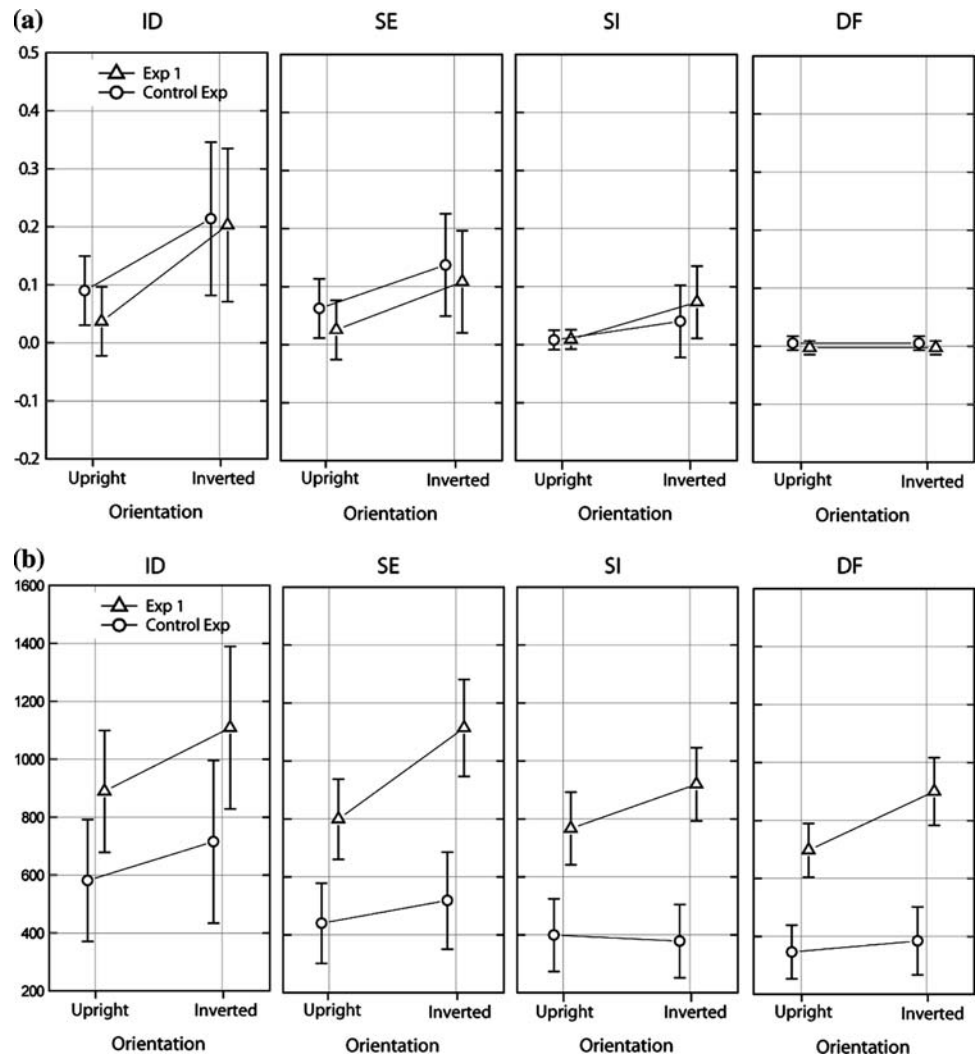 (a)
ID SE SI DF
Exp 1
Control Exp
0.5
0.4
0.3
0.2
0.1
0.0
-0.1
-0.2
Upright Inverted Upright Inverted Upright Inverted Upright Inverted
Orientation Orientation Orientation Orientation
(b)
ID SE SI DF
Exp 1
Control Exp
1600
1400
1200
1000
800
600
400
200
Upright Inverted Upright Inverted Upright Inverted Upright Inverted
Orientation Orientation Orientation Orientation